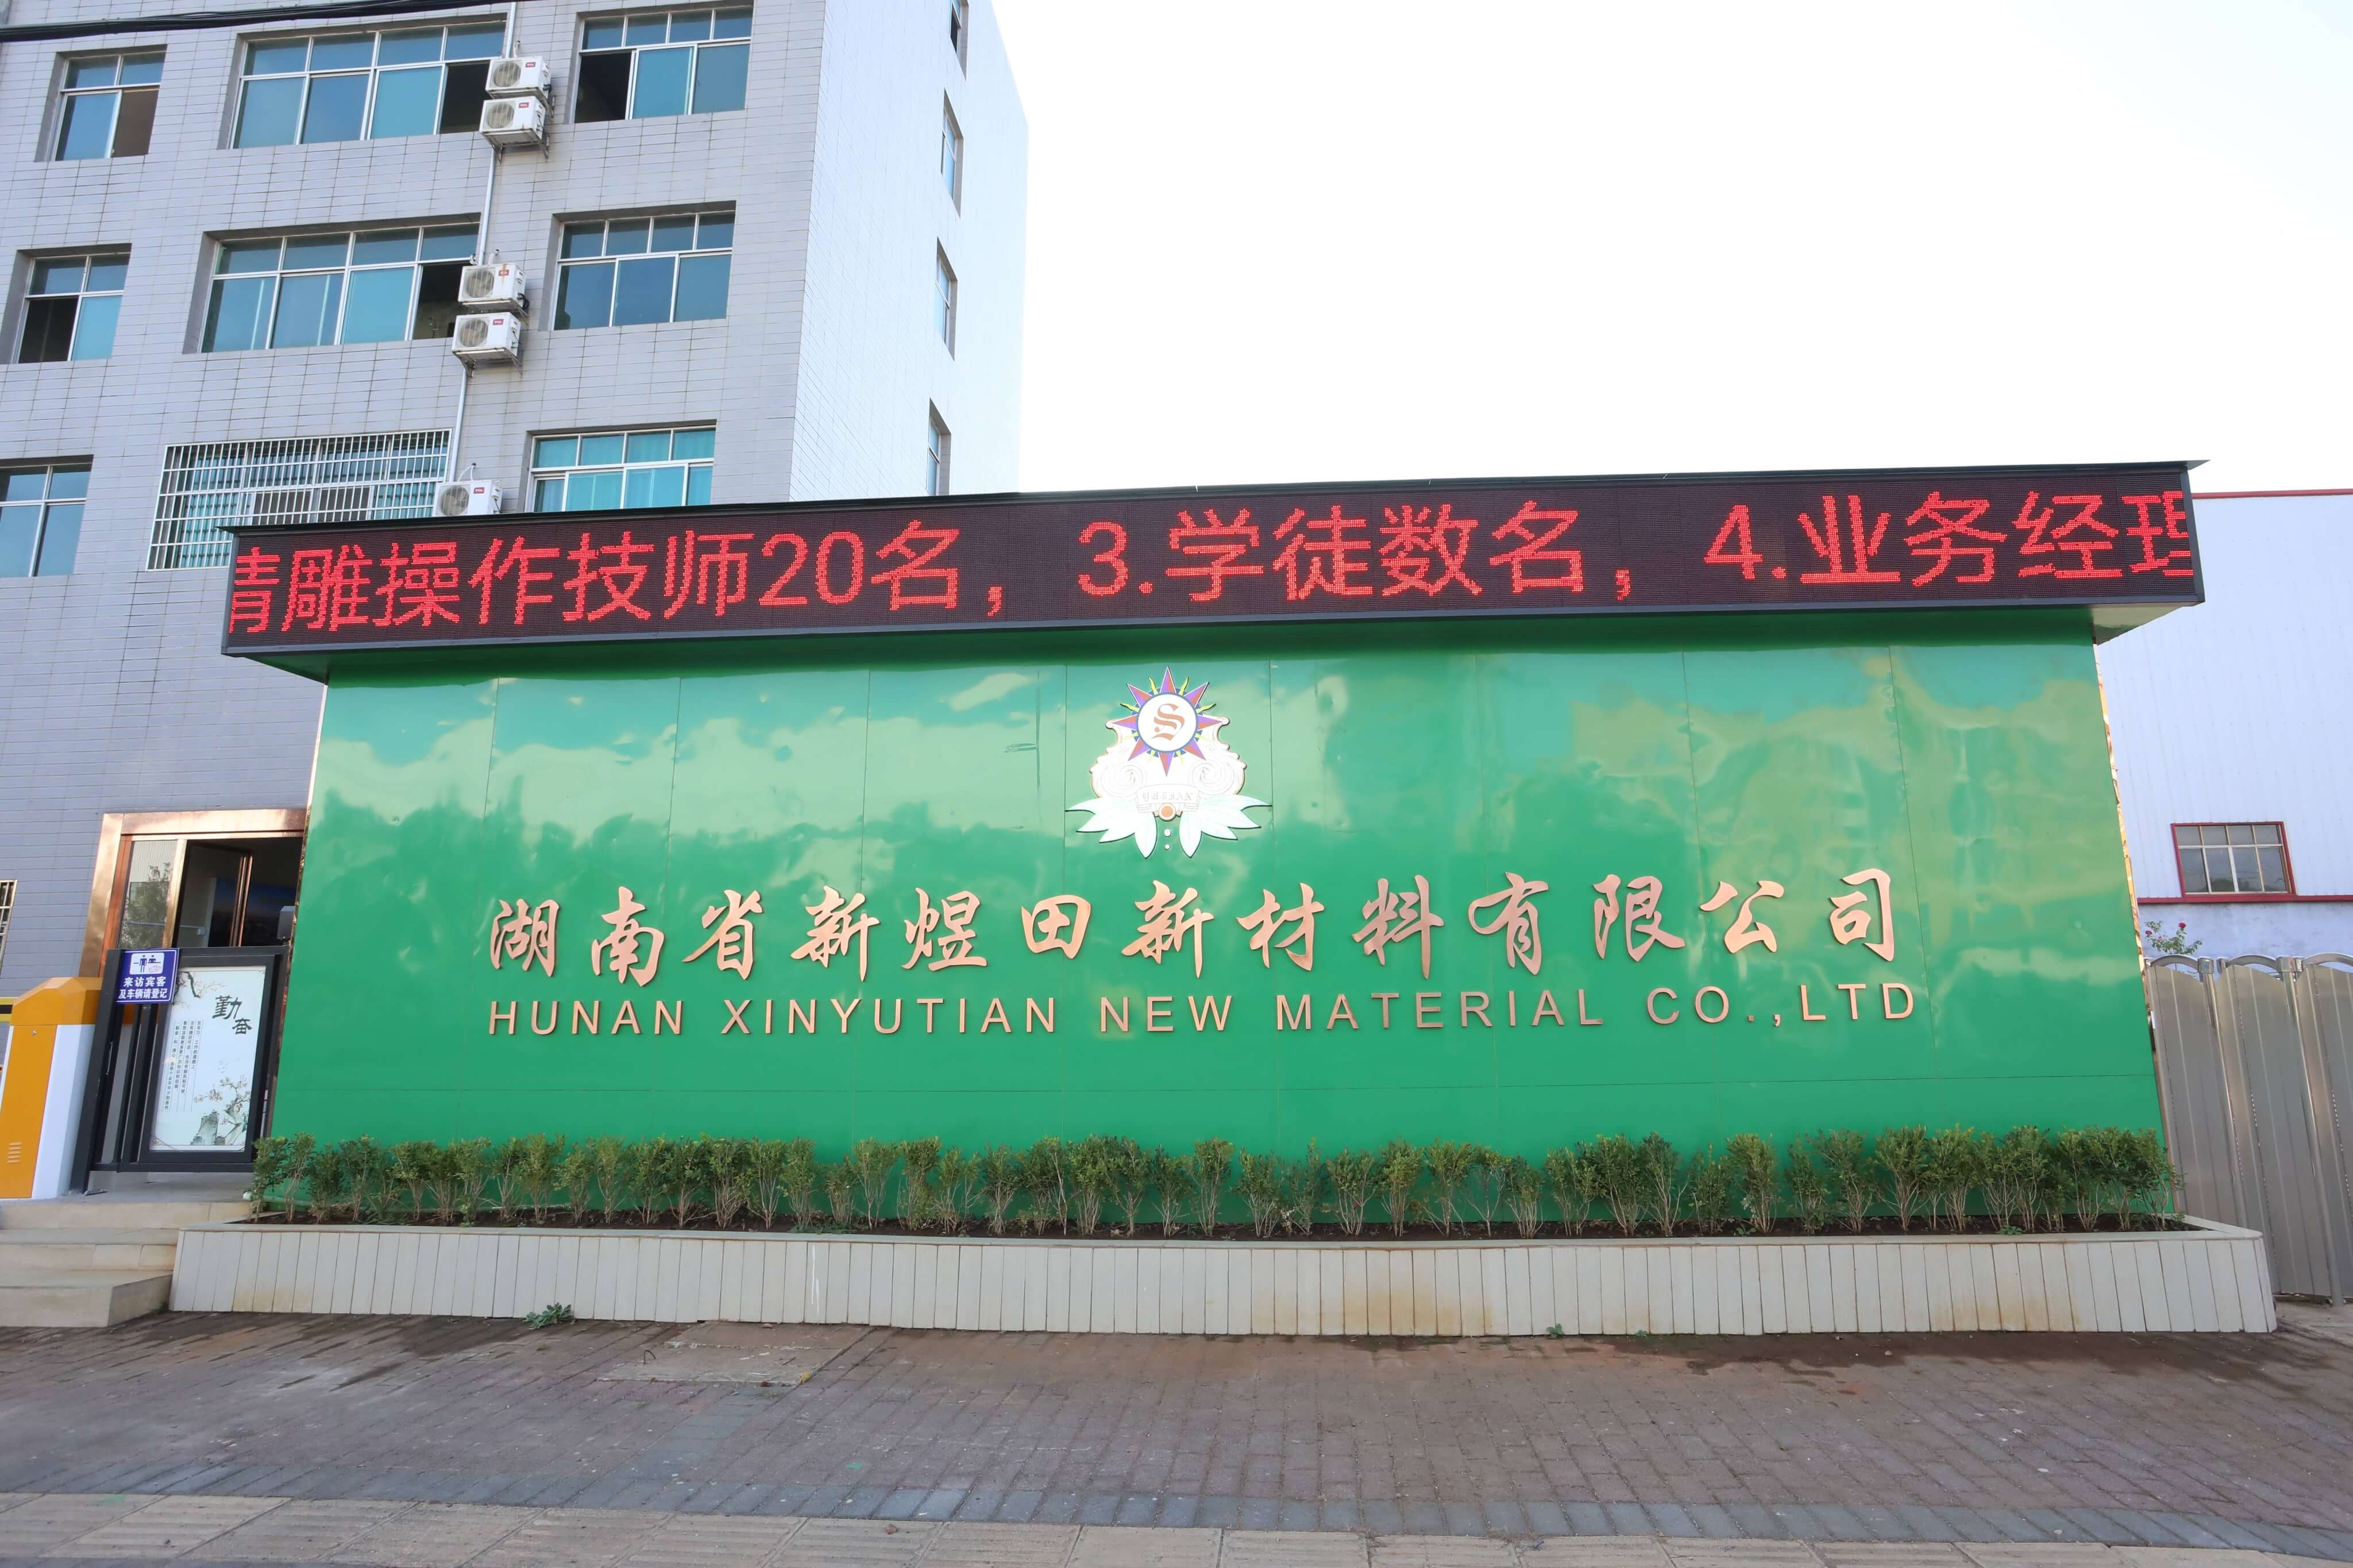 精雕操作技师20名，3.学徒数名，4.业务经理
S
湖南省新煜田新材料有限公司
HUNAN XINYUTIAN NEW MATERIAL CO.,LTD
来访宾客
及车辆请登记
勤奋